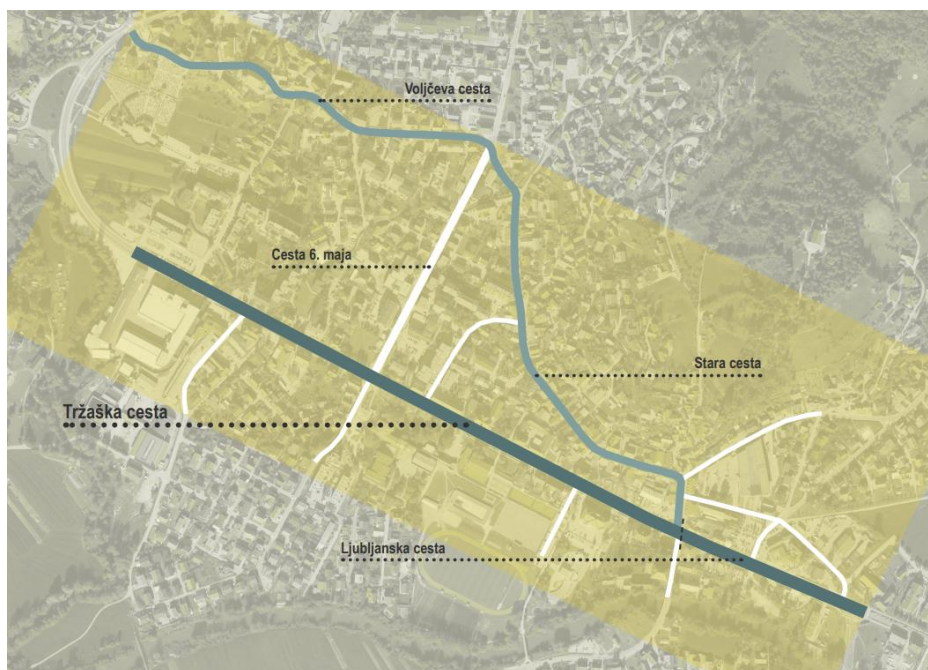 Voljčeva cesta
Cesta 6. maja
Stara cesta
Tržaška cesta
Ljubljanska cesta